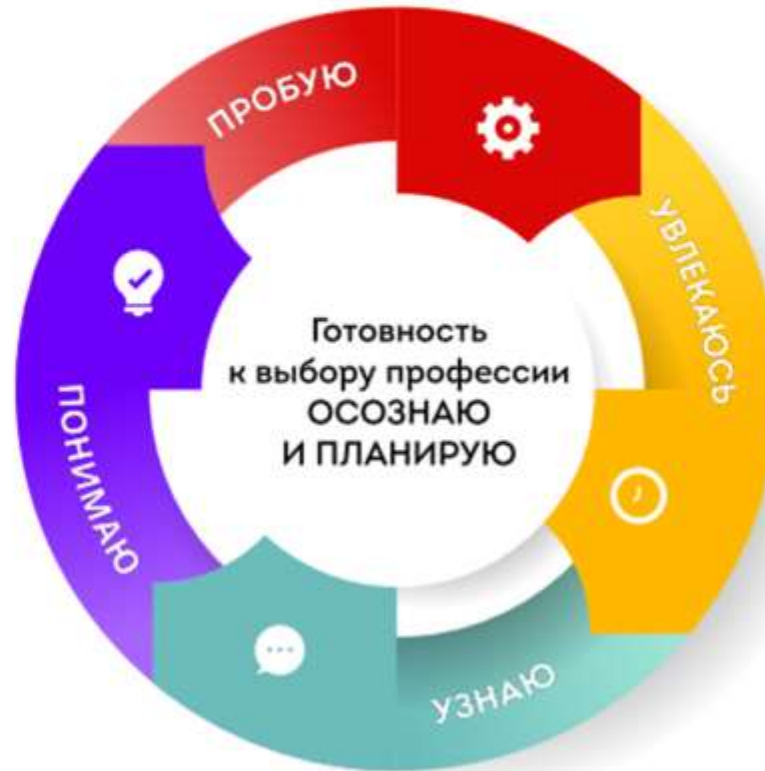 ПРОБУЮ
УВЛЕКАЮСЬ
Готовность
к выбору профессии
ОСОЗНАЮ
И ПЛАНИРУЮ
ПОНИМАЮ
УЗНАЮ